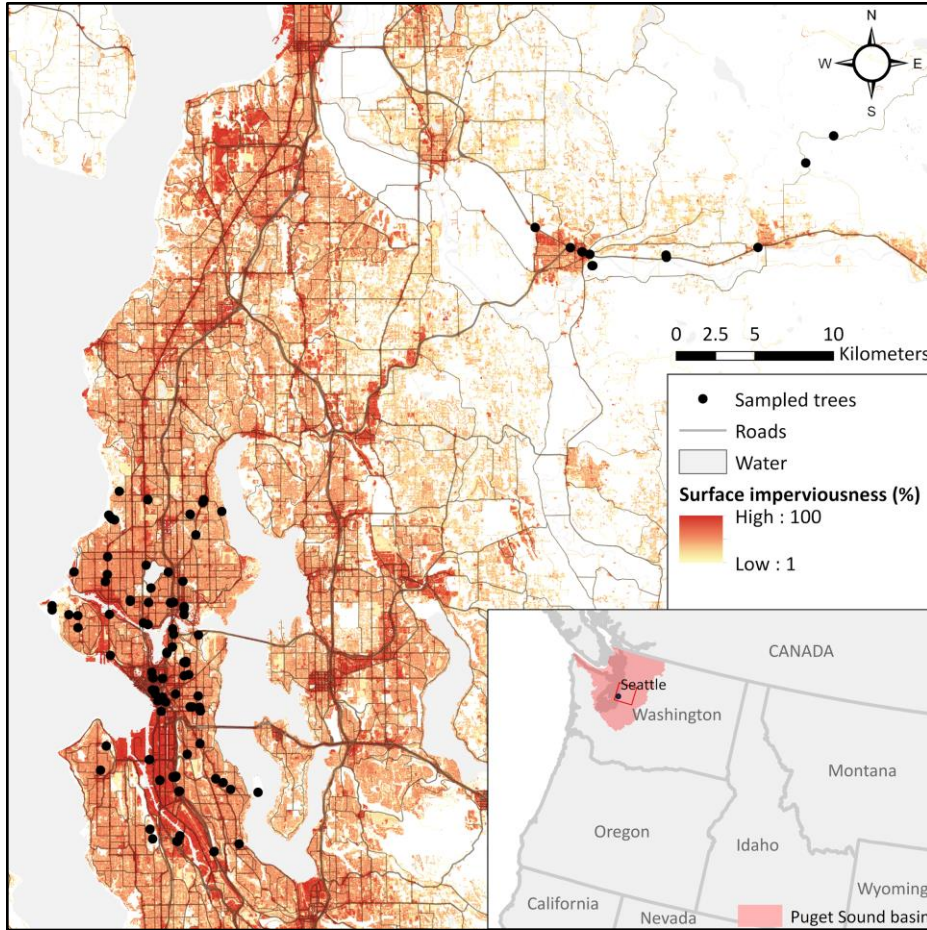 N
W E
S
0 2.5 5 10
Kilometers
Sampled trees
Roads
Water
Surface imperviousness (%)
High : 100
Low : 1
CANADA
Seattle
Washington
Montana
Oregon
Idaho
Wyoming
California
Nevada
Puget Sound basin